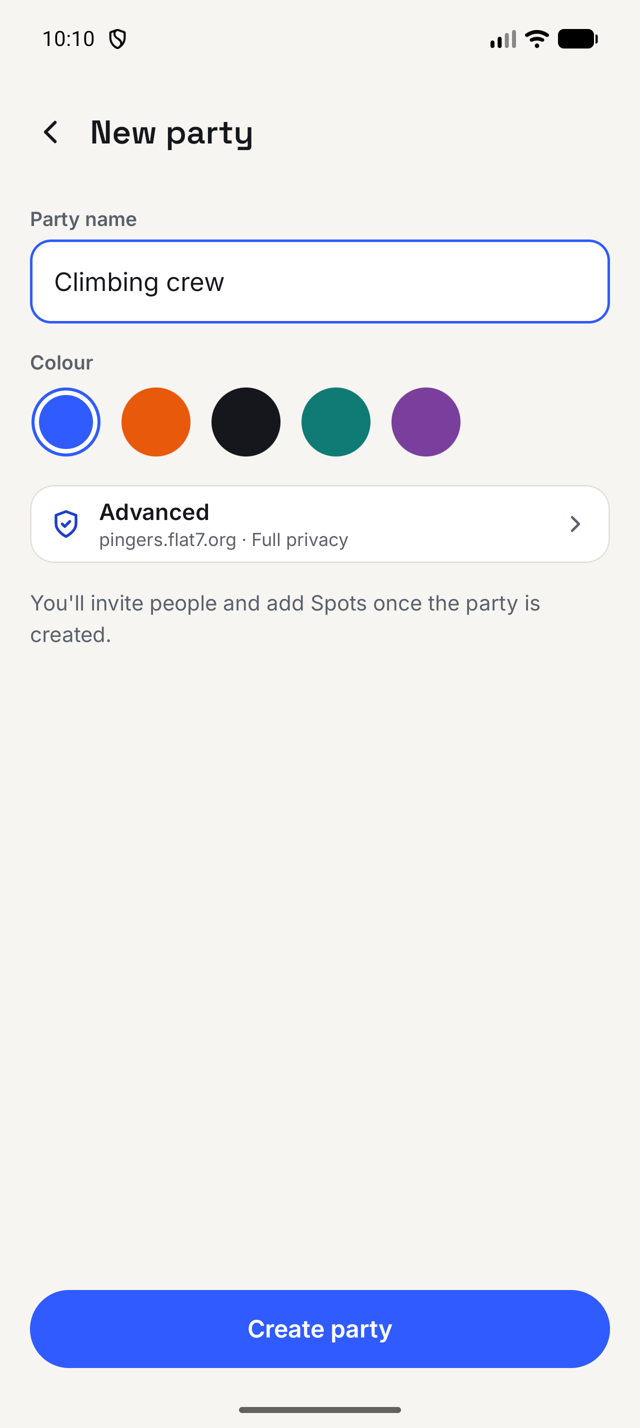 10:10
New party
Party name
Climbing crew
Colour
Advanced
pingers.flat7.org · Full privacy
You'll invite people and add Spots once the party is
created.
Create party